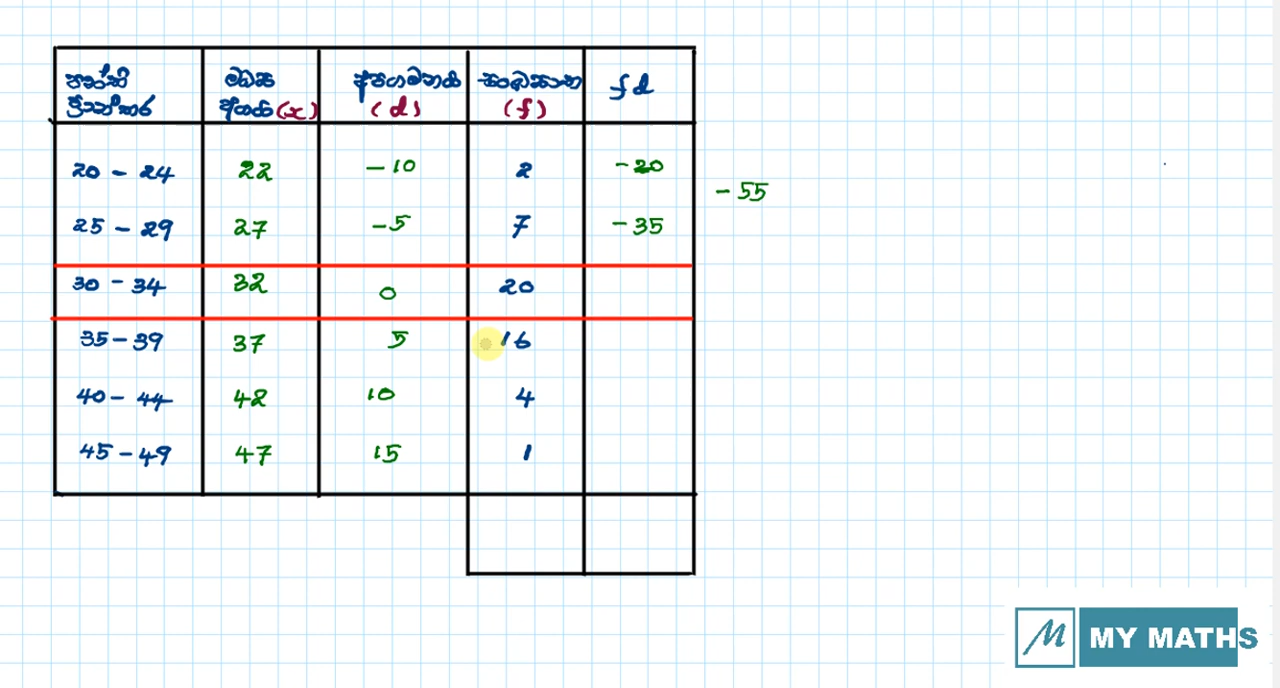 පන්ති
ප්‍රාන්තර
මධ්‍ය
අගය (x)
අපගමනය
(d)
සංඛ්‍යාත
(f)
fd
20 - 24 22 -10 2 -20
-55
25 - 29 27 -5 7 -35
30 - 34 32 0 20
35 - 39 37 5 16
40 - 44 42 10 4
45 - 49 47 15 1
M MY MATHS